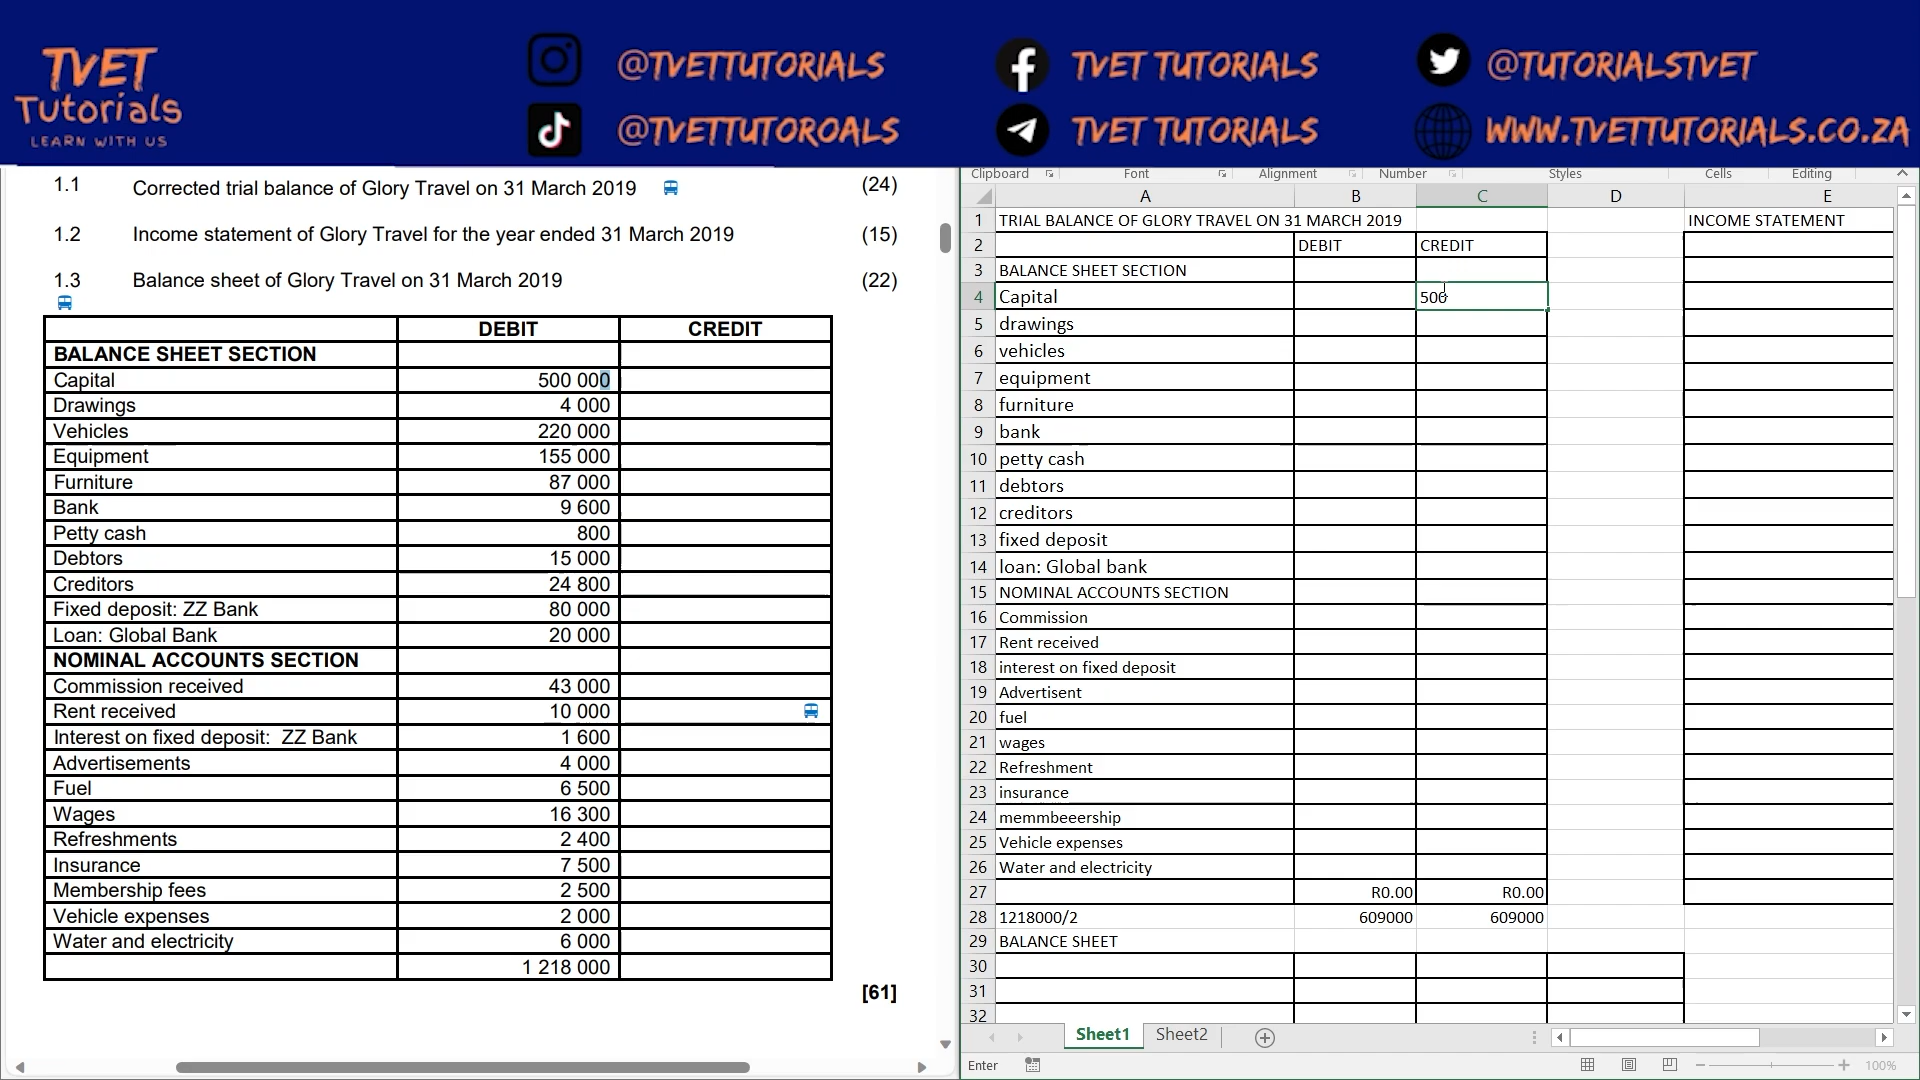 TVET
Tutorials
LEARN WITH US
@TVETTUTORIALS
@TVETTUTOROALS
TVET TUTORIALS
TVET TUTORIALS
@TUTORIALSTVET
WWW.TVETTUTORIALS.CO.ZA
1.1 Corrected trial balance of Glory Travel on 31 March 2019 (24)
1.2 Income statement of Glory Travel for the year ended 31 March 2019 (15)
1.3 Balance sheet of Glory Travel on 31 March 2019 (22)
DEBIT CREDIT
BALANCE SHEET SECTION
Capital 500 000
Drawings 4 000
Vehicles 220 000
Equipment 155 000
Furniture 87 000
Bank 9 600
Petty cash 800
Debtors 15 000
Creditors 24 800
Fixed deposit: ZZ Bank 80 000
Loan: Global Bank 20 000
NOMINAL ACCOUNTS SECTION
Commission received 43 000
Rent received 10 000
Interest on fixed deposit: ZZ Bank 1 600
Advertisements 4 000
Fuel 6 500
Wages 16 300
Refreshments 2 400
Insurance 7 500
Membership fees 2 500
Vehicle expenses 2 000
Water and electricity 6 000
1 218 000
[61]
Clipboard Font Alignment Number Styles Cells Editing
A B C D E
1 TRIAL BALANCE OF GLORY TRAVEL ON 31 MARCH 2019 INCOME STATEMENT
2 DEBIT CREDIT
3 BALANCE SHEET SECTION
4 Capital 500
5 drawings
6 vehicles
7 equipment
8 furniture
9 bank
10 petty cash
11 debtors
12 creditors
13 fixed deposit
14 loan: Global bank
15 NOMINAL ACCOUNTS SECTION
16 Commission
17 Rent received
18 interest on fixed deposit
19 Advertisent
20 fuel
21 wages
22 Refreshment
23 insurance
24 memmbeeership
25 Vehicle expenses
26 Water and electricity
27 R0.00 R0.00
28 1218000/2 609000 609000
29 BALANCE SHEET
30
31
32
Sheet1 Sheet2
Enter 100%